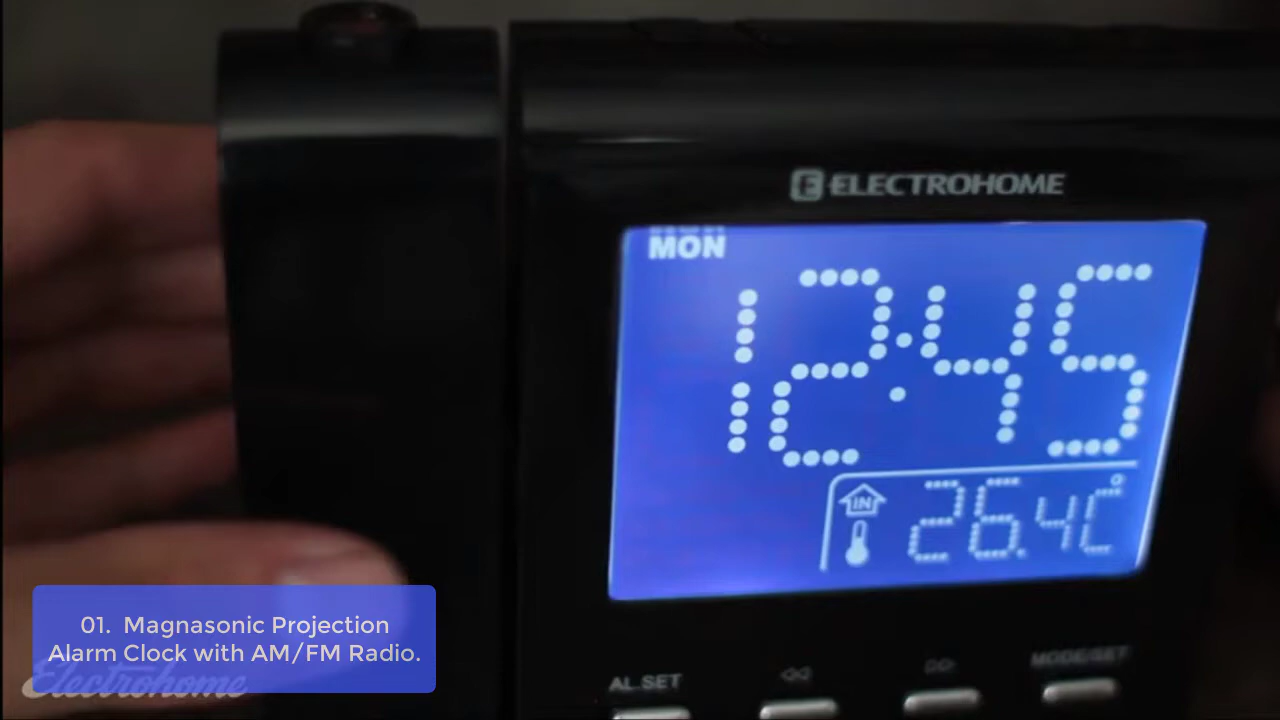 ELECTROHOME
MON
12:45
IN
26.4°C
01. Magnasonic Projection
Alarm Clock with AM/FM Radio.
Electrohome
AL.SET
MODE/SET